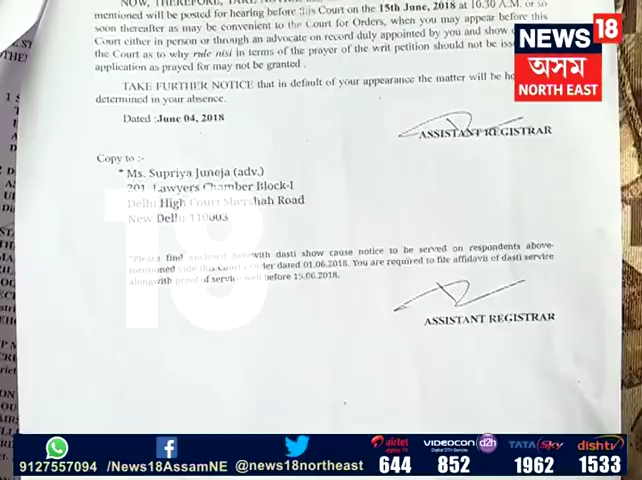 NOW, THEREFORE, TAKE NOTICE
mentioned will be posted for hearing before this Court on the 15th June, 2018 at 10.30 A.M. or so
soon thereafter as may be convenient to the Court for Orders, when you may appear before this
Court either in person or through an advocate on record duly appointed by you and show
the Court as to why rule nisi in terms of the prayer of the writ petition should not be
application as prayed for may not be granted .
TAKE FURTHER NOTICE that in default of your appearance the matter will be
determined in your absence.
Dated :June 04, 2018
ASSISTANT REGISTRAR
Copy to :-
* Ms. Supriya Juneja (adv.)
201, Lawyers Chamber Block-I
Delhi High Court Shershah Road
New Delhi 110003
*Please find enclosed herewith dasti show cause notice to be served on respondents above-
mentioned vide this Court's Order dated 01.06.2018. You are required to file affidavit of dasti service
alongwith proof of service well before 15.06.2018.
ASSISTANT REGISTRAR
NEWS 18
অসম
NORTH EAST
18
9127557094 /News18AssamNE @news18northeast
airtel digital TV 644
VIDEOCON d2h Digital DTH Service 852
TATA Sky 1962
dishtv 1533